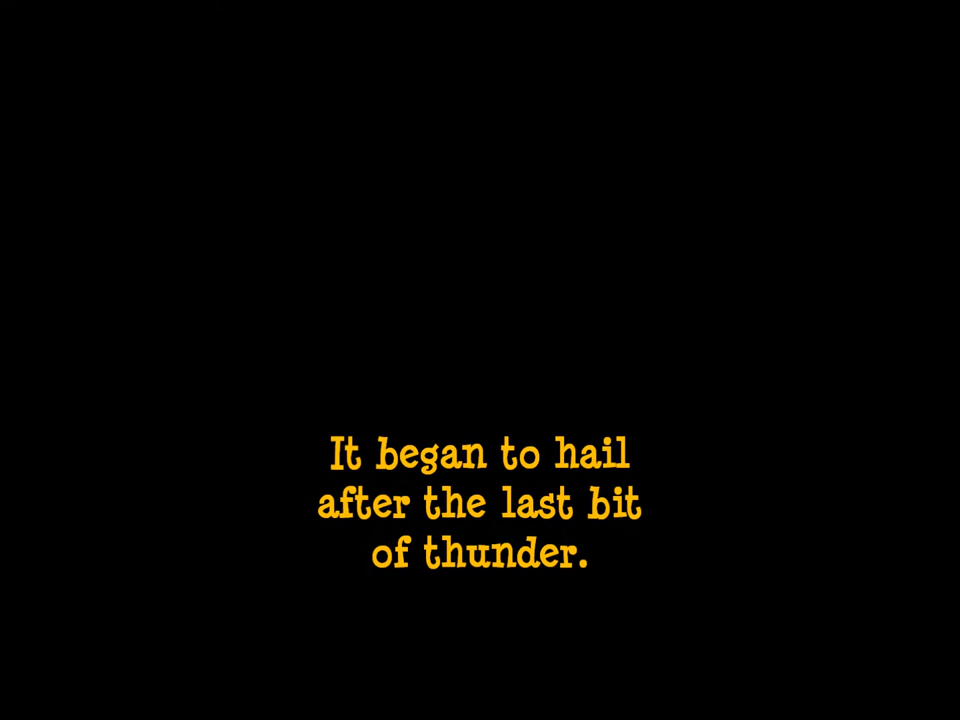 It began to hail
after the last bit
of thunder.